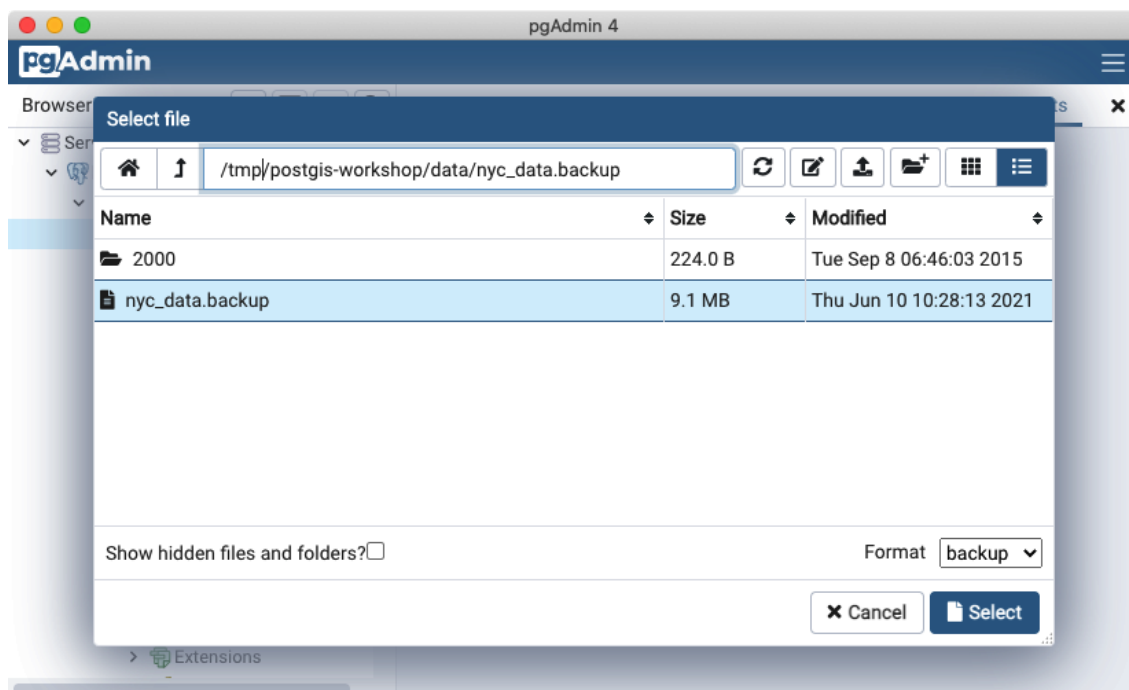 pgAdmin 4
pgAdmin
Browser
ts
Select file
Ser
/tmp/postgis-workshop/data/nyc_data.backup
Name Size Modified
2000 224.0 B Tue Sep 8 06:46:03 2015
nyc_data.backup 9.1 MB Thu Jun 10 10:28:13 2021
Show hidden files and folders? Format backup
Cancel Select
Extensions